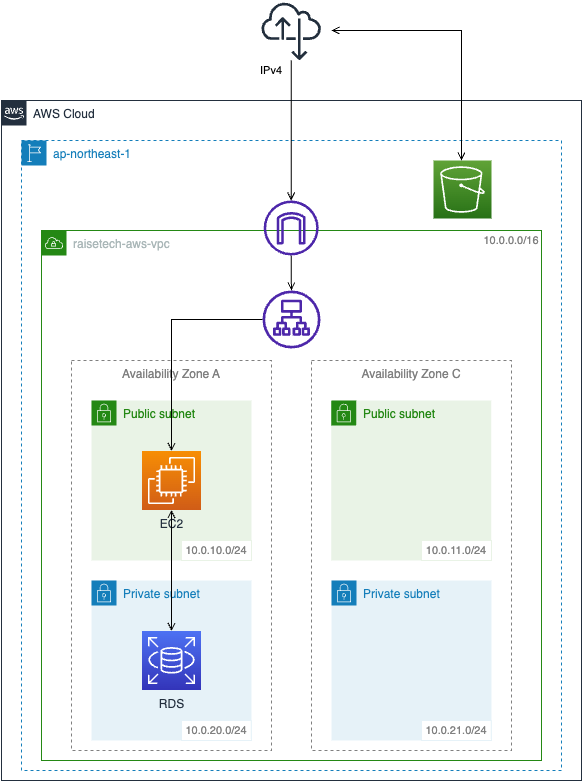 IPv4
aws
AWS Cloud
ap-northeast-1
raisetech-aws-vpc
10.0.0.0/16
Availability Zone A
Availability Zone C
Public subnet
Public subnet
EC2
10.0.10.0/24
10.0.11.0/24
Private subnet
Private subnet
RDS
10.0.20.0/24
10.0.21.0/24